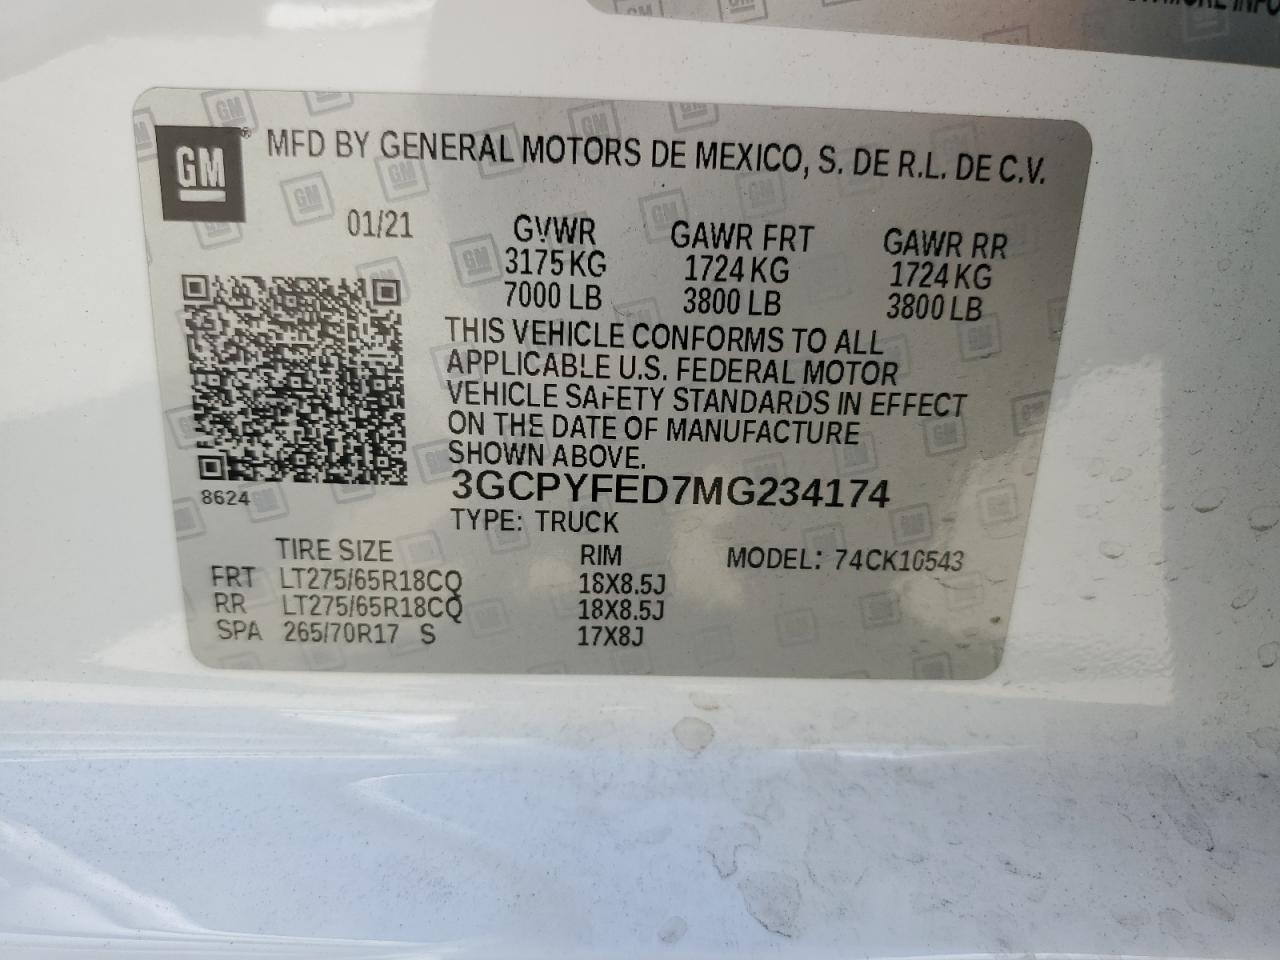 GM ® MFD BY GENERAL MOTORS DE MEXICO, S. DE R.L. DE C.V.
01/21 GVWR GAWR FRT GAWR RR
3175 KG 1724 KG 1724 KG
7000 LB 3800 LB 3800 LB
THIS VEHICLE CONFORMS TO ALL
APPLICABLE U.S. FEDERAL MOTOR
VEHICLE SAFETY STANDARDS IN EFFECT
ON THE DATE OF MANUFACTURE
SHOWN ABOVE.
3GCPYFED7MG234174
8624
TYPE: TRUCK
TIRE SIZE RIM MODEL: 74CK10543
FRT LT275/65R18CQ 18X8.5J
RR LT275/65R18CQ 18X8.5J
SPA 265/70R17 S 17X8J